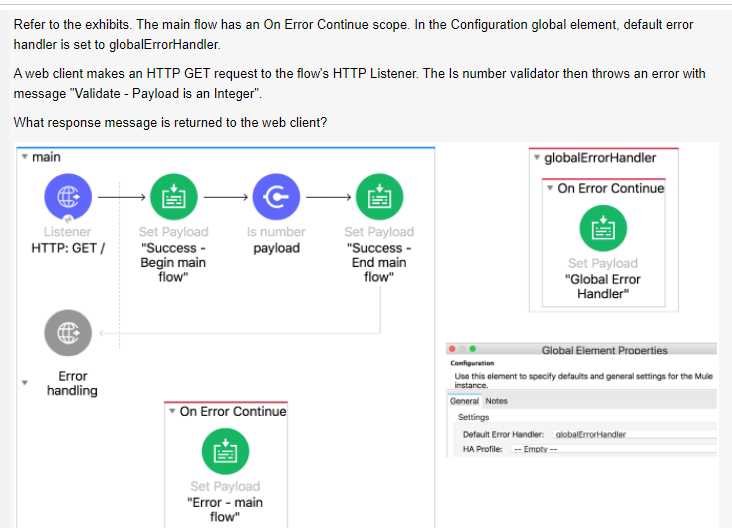 Refer to the exhibits. The main flow has an On Error Continue scope. In the Configuration global element, default error
handler is set to globalErrorHandler.
A web client makes an HTTP GET request to the flow's HTTP Listener. The Is number validator then throws an error with
message "Validate - Payload is an Integer".
What response message is returned to the web client?
main
Listener
HTTP: GET /
Set Payload
"Success -
Begin main
flow"
Is number
payload
Set Payload
"Success -
End main
flow"
Error
handling
On Error Continue
Set Payload
"Error - main
flow"
globalErrorHandler
On Error Continue
Set Payload
"Global Error
Handler"
Global Element Properties
Configuration
Use this element to specify defaults and general settings for the Mule
instance.
General Notes
Settings
Default Error Handler: globalErrorHandler
HA Profile: -- Empty --